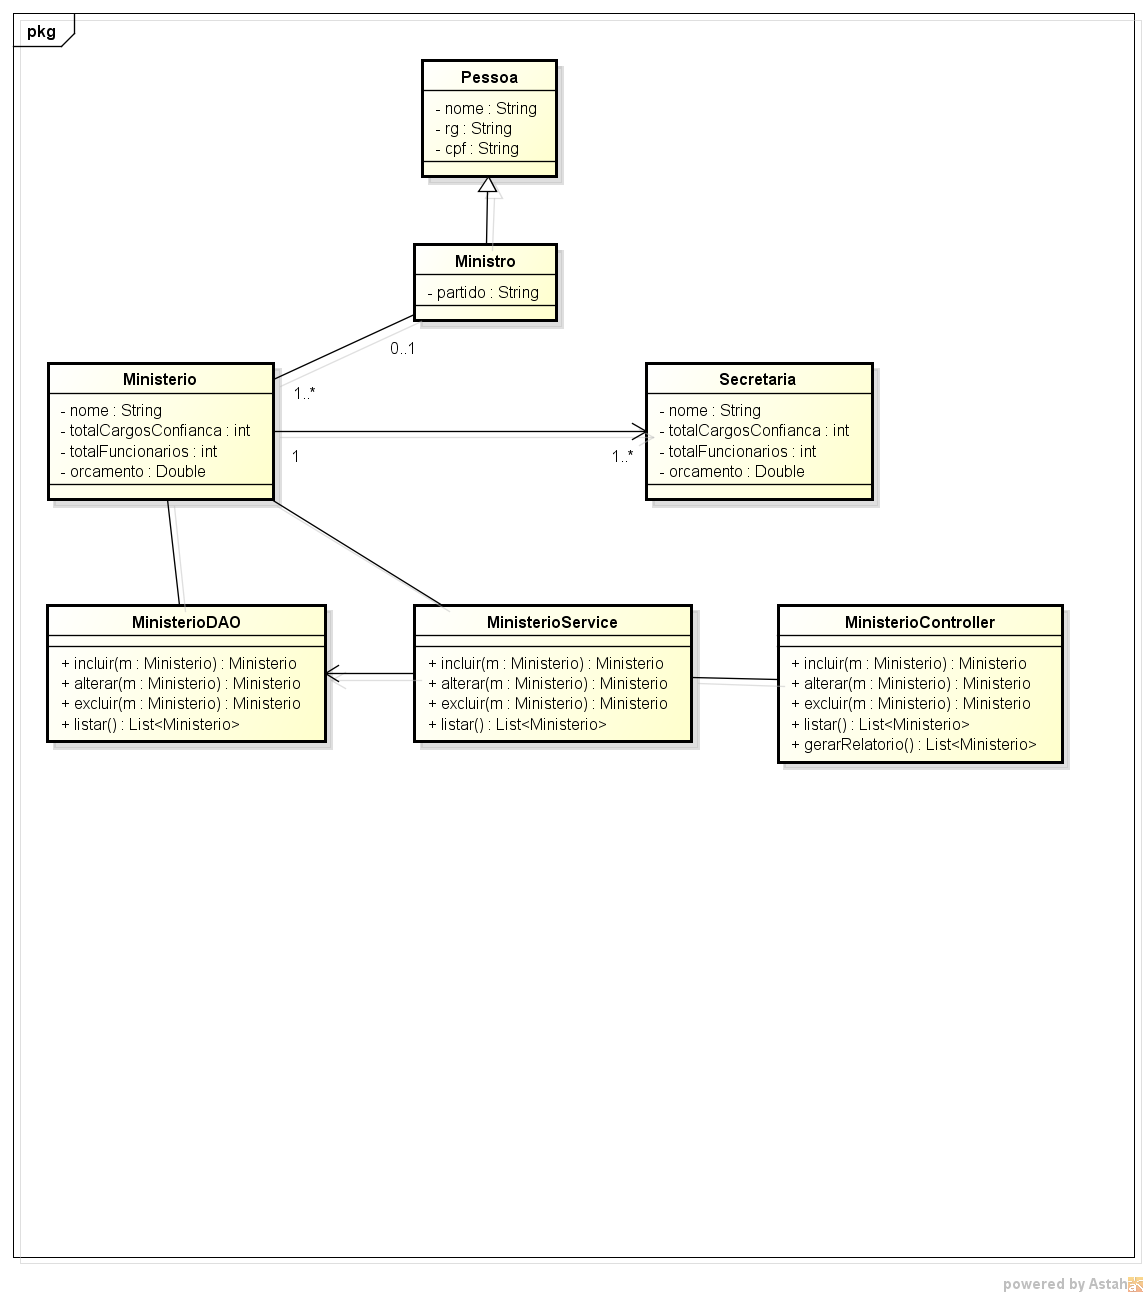 pkg
Pessoa
- nome : String
- rg : String
- cpf : String
Ministro
- partido : String
0..1
1..*
Ministerio
- nome : String
- totalCargosConfianca : int
- totalFuncionarios : int
- orcamento : Double
1
1..*
Secretaria
- nome : String
- totalCargosConfianca : int
- totalFuncionarios : int
- orcamento : Double
MinisterioDAO
+ incluir(m : Ministerio) : Ministerio
+ alterar(m : Ministerio) : Ministerio
+ excluir(m : Ministerio) : Ministerio
+ listar() : List<Ministerio>
MinisterioService
+ incluir(m : Ministerio) : Ministerio
+ alterar(m : Ministerio) : Ministerio
+ excluir(m : Ministerio) : Ministerio
+ listar() : List<Ministerio>
MinisterioController
+ incluir(m : Ministerio) : Ministerio
+ alterar(m : Ministerio) : Ministerio
+ excluir(m : Ministerio) : Ministerio
+ listar() : List<Ministerio>
+ gerarRelatorio() : List<Ministerio>
powered by Astah